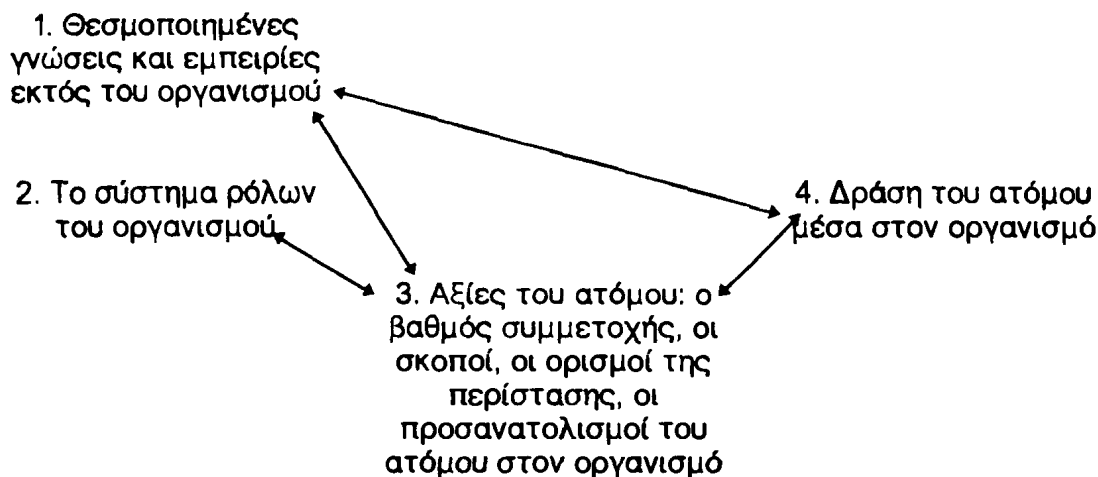 1. Θεσμοποιημένες
γνώσεις και εμπειρίες
εκτός του οργανισμού
2. Το σύστημα ρόλων
του οργανισμού
4. Δράση του ατόμου
μέσα στον οργανισμό
3. Αξίες του ατόμου: ο
βαθμός συμμετοχής, οι
σκοποί, οι ορισμοί της
περίστασης, οι
προσανατολισμοί του
ατόμου στον οργανισμό